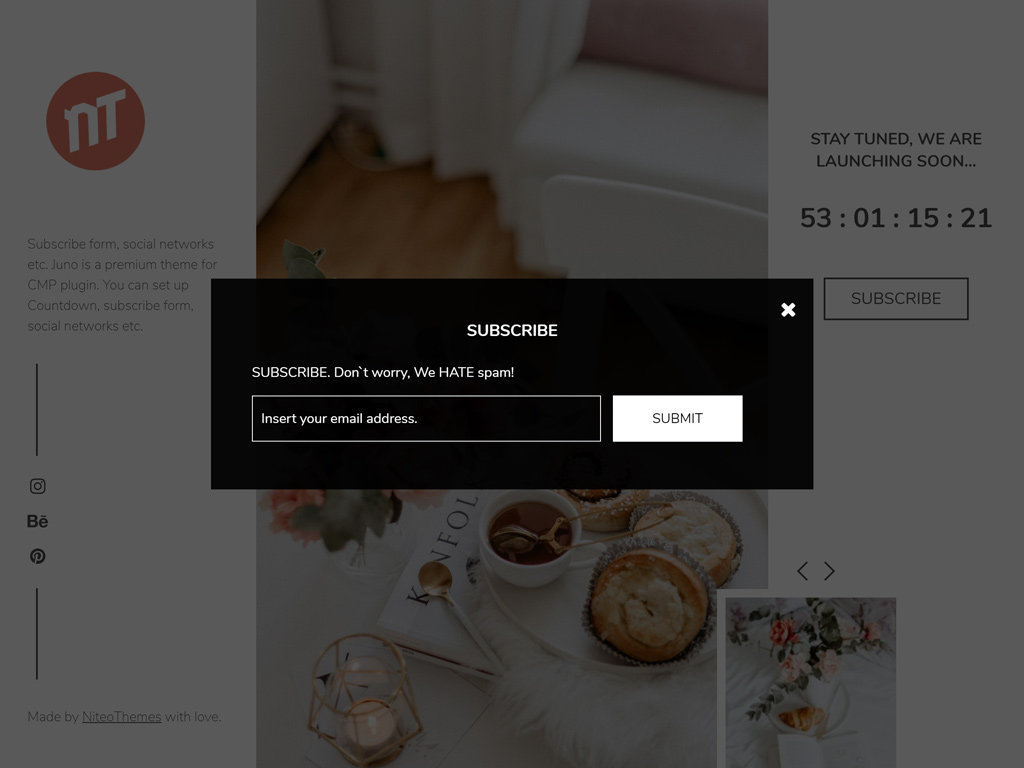 NT
Subscribe form, social networks
etc. Juno is a premium theme for
CMP plugin. You can set up
Countdown, subscribe form,
social networks etc.
Bē
Made by NiteoThemes with love.
SUBSCRIBE
SUBSCRIBE. Don`t worry, We HATE spam!
Insert your email address.
SUBMIT
K NFOL
STAY TUNED, WE ARE
LAUNCHING SOON...
53 : 01 : 15 : 21
SUBSCRIBE